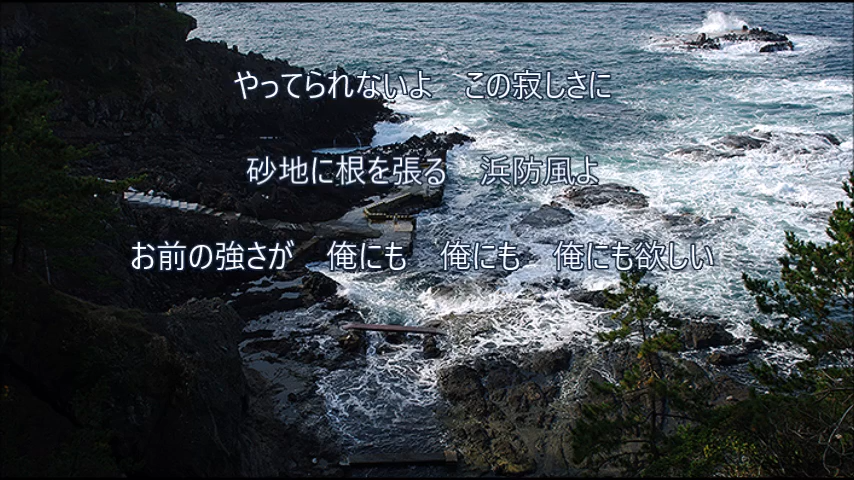 やってられないよ　この寂しさに
砂地に根を張る　浜防風よ
お前の強さが　俺にも　俺にも　俺にも欲しい